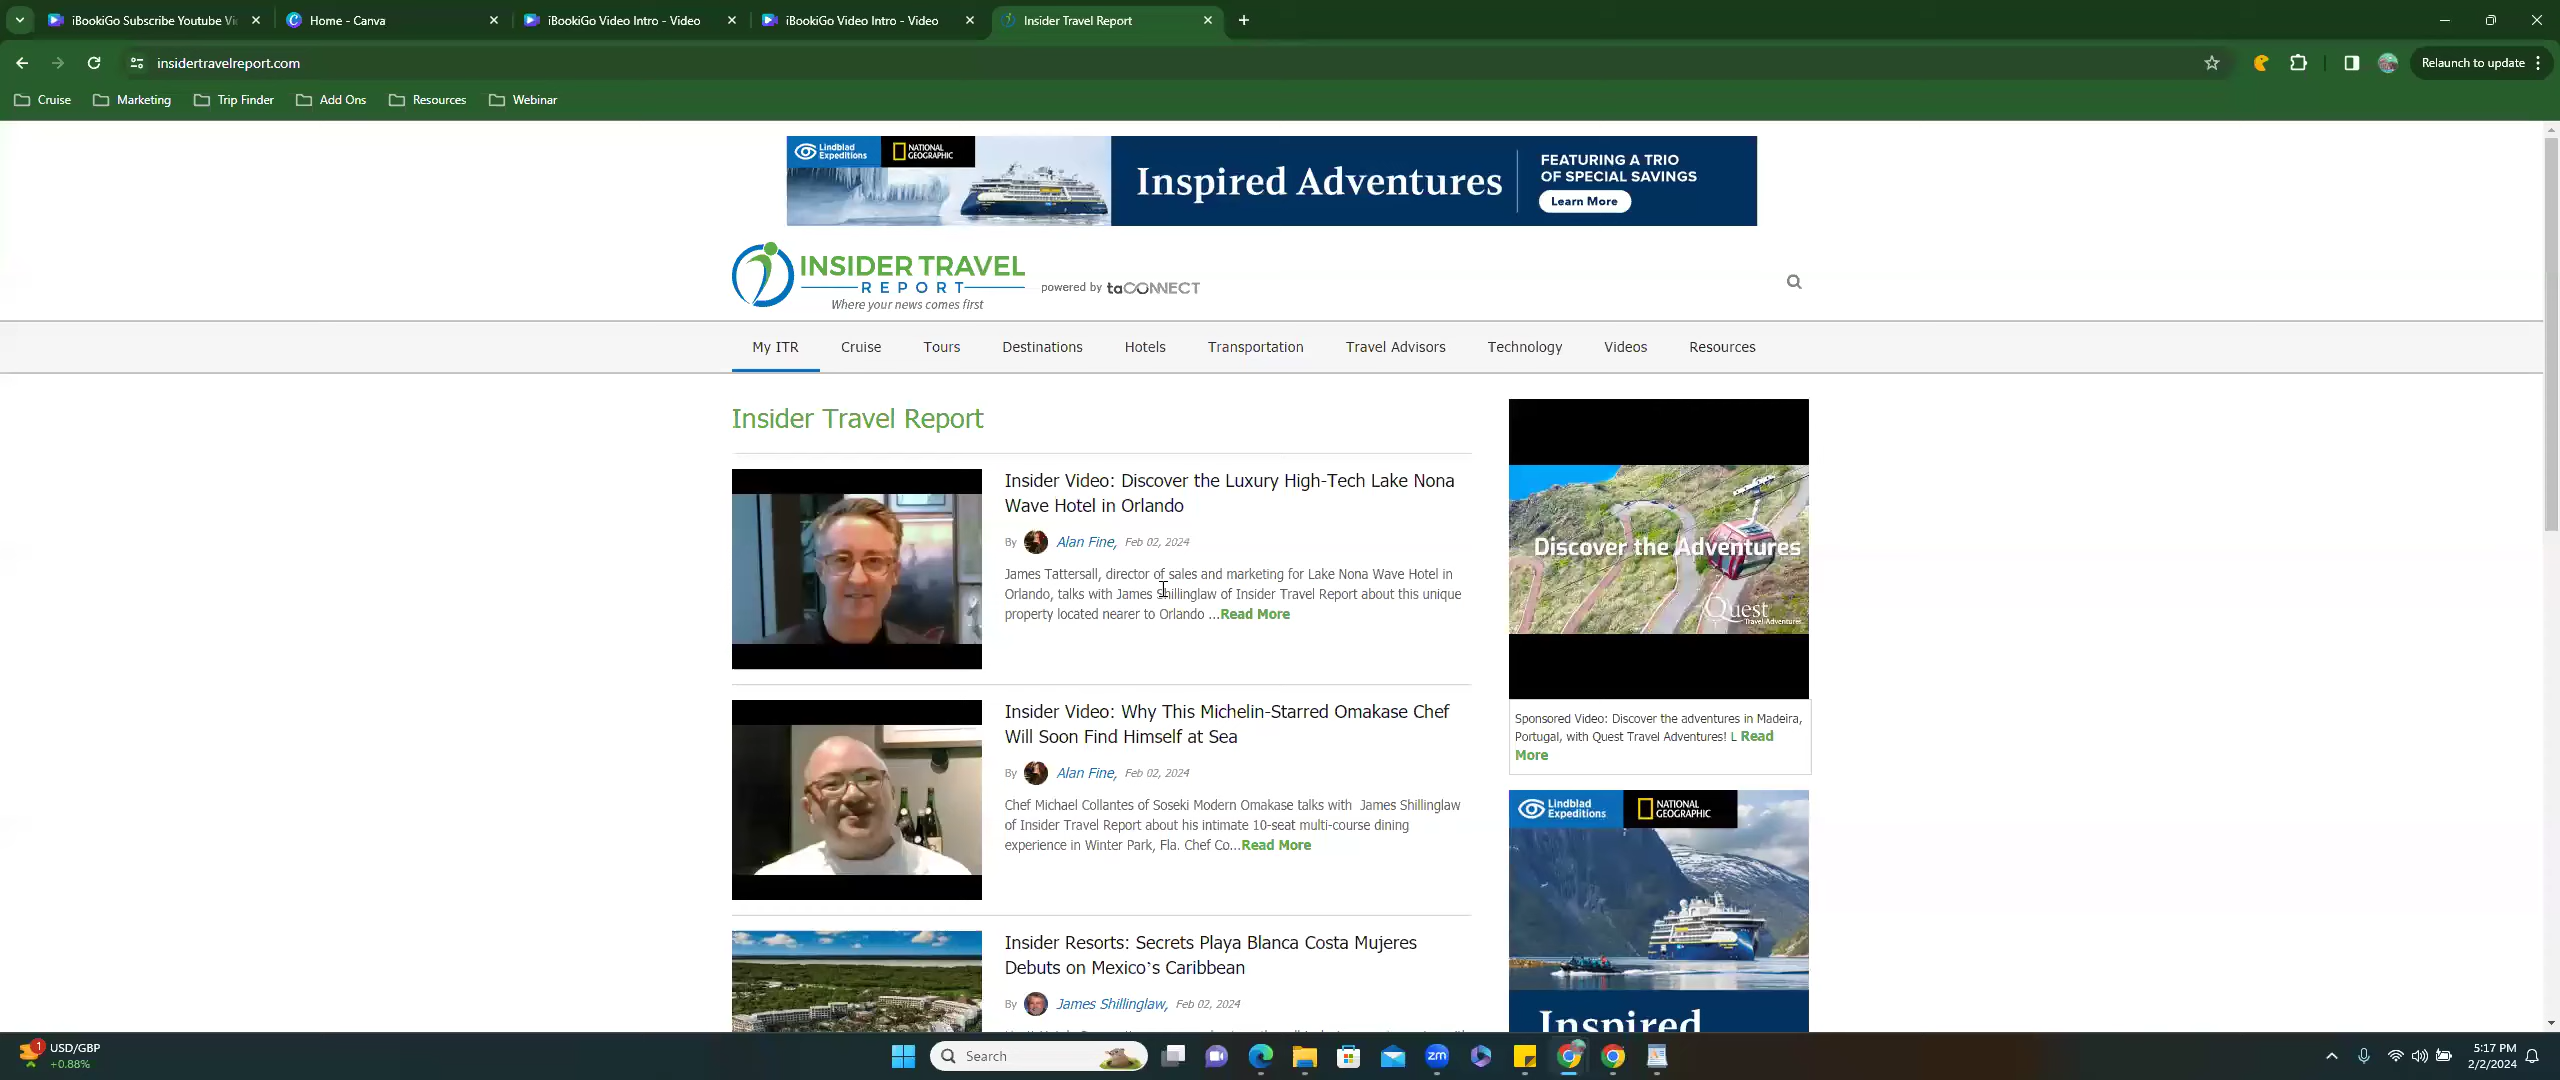 iBookiGo Subscribe Youtube Vi
Home - Canva
iBookiGo Video Intro - Video
iBookiGo Video Intro - Video
Insider Travel Report
insidertravelreport.com
Relaunch to update
Cruise
Marketing
Trip Finder
Add Ons
Resources
Webinar
Lindblad Expeditions
NATIONAL GEOGRAPHIC
Inspired Adventures
FEATURING A TRIO
OF SPECIAL SAVINGS
Learn More
INSIDER TRAVEL
REPORT
Where your news comes first
powered by taCONNECT
My ITR
Cruise
Tours
Destinations
Hotels
Transportation
Travel Advisors
Technology
Videos
Resources
Insider Travel Report
Insider Video: Discover the Luxury High-Tech Lake Nona
Wave Hotel in Orlando
By Alan Fine, Feb 02, 2024
James Tattersall, director of sales and marketing for Lake Nona Wave Hotel in
Orlando, talks with James Shillinglaw of Insider Travel Report about this unique
property located nearer to Orlando ...Read More
Insider Video: Why This Michelin-Starred Omakase Chef
Will Soon Find Himself at Sea
By Alan Fine, Feb 02, 2024
Chef Michael Collantes of Soseki Modern Omakase talks with James Shillinglaw
of Insider Travel Report about his intimate 10-seat multi-course dining
experience in Winter Park, Fla. Chef Co...Read More
Insider Resorts: Secrets Playa Blanca Costa Mujeres
Debuts on Mexico's Caribbean
By James Shillinglaw, Feb 02, 2024
Discover the Adventures
Quest
Travel Adventures
Sponsored Video: Discover the adventures in Madeira,
Portugal, with Quest Travel Adventures! L Read
More
Lindblad Expeditions
NATIONAL GEOGRAPHIC
Inspired
1
USD/GBP
+0.88%
Search
zm
5:17 PM
2/2/2024